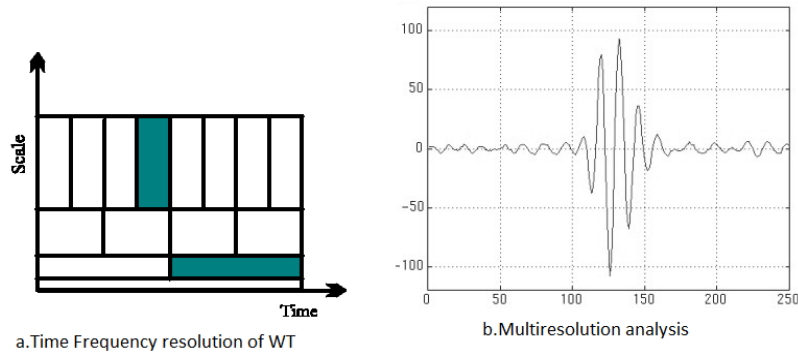 Scale
Time
a.Time Frequency resolution of WT
100
50
0
-50
-100
0
50
100
150
200
250
b.Multiresolution analysis